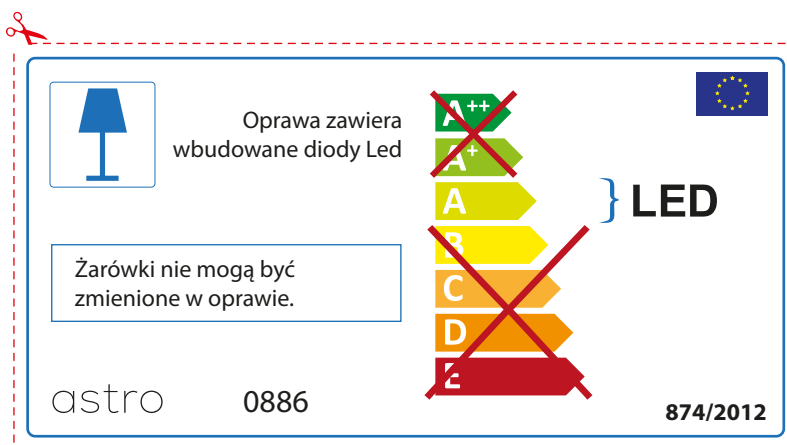 Oprawa zawiera
wbudowane diody Led
A++
A+
A
B
C
D
E
LED
Żarówki nie mogą być
zmienione w oprawie.
astro
0886
874/2012